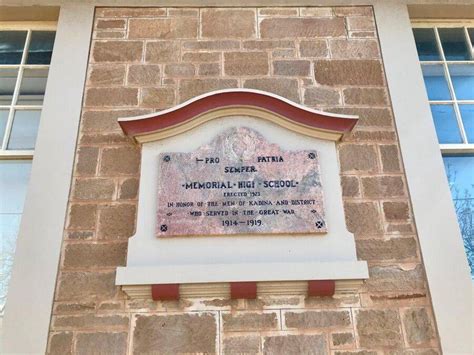 PRO PATRIA
SEMPER.
·MEMORIAL·HIGH·SCHOOL·
ERECTED 1923
IN HONOR OF THE MEN OF KADINA AND DISTRICT
WHO SERVED IN THE GREAT WAR
1914-1919.